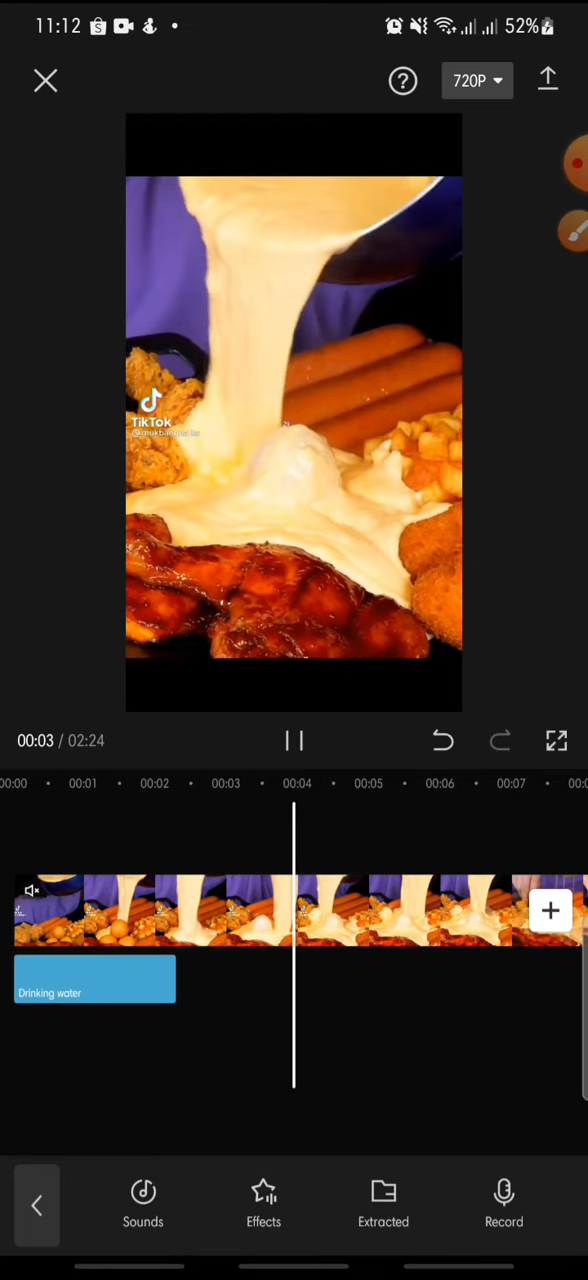 11:12
52%
720P
TikTok
00:03 / 02:24
00:00 00:01 00:02 00:03 00:04 00:05 00:06 00:07
Drinking water
Sounds
Effects
Extracted
Record